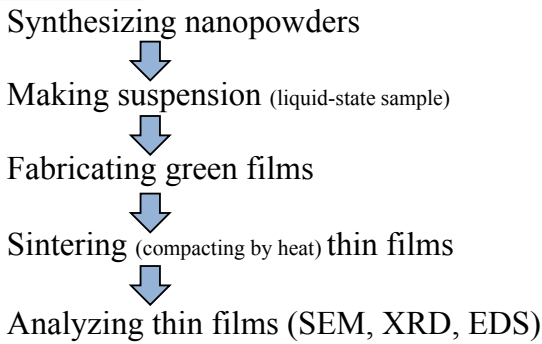 Synthesizing nanopowders
Making suspension (liquid-state sample)
Fabricating green films
Sintering (compacting by heat) thin films
Analyzing thin films (SEM, XRD, EDS)